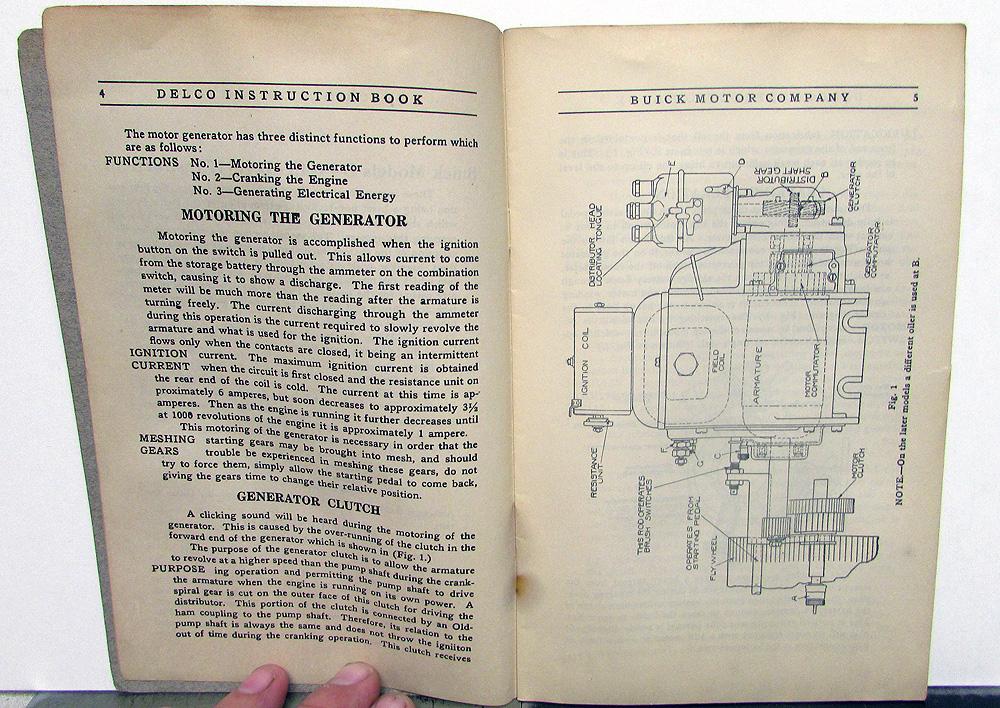 4 DELCO INSTRUCTION BOOK
The motor generator has three distinct functions to perform which
are as follows:
FUNCTIONS No. 1—Motoring the Generator
No. 2—Cranking the Engine
No. 3—Generating Electrical Energy
MOTORING THE GENERATOR
Motoring the generator is accomplished when the ignition
button on the switch is pulled out. This allows current to come
from the storage battery through the ammeter on the combination
switch, causing it to show a discharge. The first reading of the
meter will be much more than the reading after the armature is
turning freely. The current discharging through the ammeter
during this operation is the current required to slowly revolve the
armature and what is used for the ignition. The ignition current
flows only when the contacts are closed, it being an intermittent
IGNITION current. The maximum ignition current is obtained
CURRENT when the circuit is first closed and the resistance unit on
the rear end of the coil is cold. The current at this time is ap-
proximately 6 amperes, but soon decreases to approximately 3½
amperes. Then as the engine is running it further decreases until
at 1000 revolutions of the engine it is approximately 1 ampere.
This motoring of the generator is necessary in order that the
MESHING starting gears may be brought into mesh, and should
GEARS trouble be experienced in meshing these gears, do not
try to force them, simply allow the starting pedal to come back,
giving the gears time to change their relative position.
GENERATOR CLUTCH
A clicking sound will be heard during the motoring of the
generator. This is caused by the over-running of the clutch in the
forward end of the generator which is shown in (Fig. 1.)
The purpose of the generator clutch is to allow the armature
to revolve at a higher speed than the pump shaft during the crank-
PURPOSE ing operation and permitting the pump shaft to drive
the armature when the engine is running on its own power. A
spiral gear is cut on the outer face of this clutch for driving the
distributor. This portion of the clutch is connected by an Old-
ham coupling to the pump shaft. Therefore, its relation to the
pump shaft is always the same and does not throw the igniiton
out of time during the cranking operation. This clutch receives
BUICK MOTOR COMPANY 5
RESISTANCE
UNIT
IGNITION COIL
DISTRIBUTOR HEAD
LOCATING TONGUE
E
D
DISTRIBUTOR
SHAFT GEAR
B
GENERATOR
CLUTCH
GENERATOR
COMMUTATOR
FIELD
COIL
ARMATURE
MOTOR
COMMUTATOR
F
G
C
THIS ROD OPERATES
BRUSH SWITCHES
OPERATES FROM
STARTING PEDAL
FLYWHEEL
MOTOR
CLUTCH
A
Fig. 1
NOTE.—On the later models a different oiler is used at B.